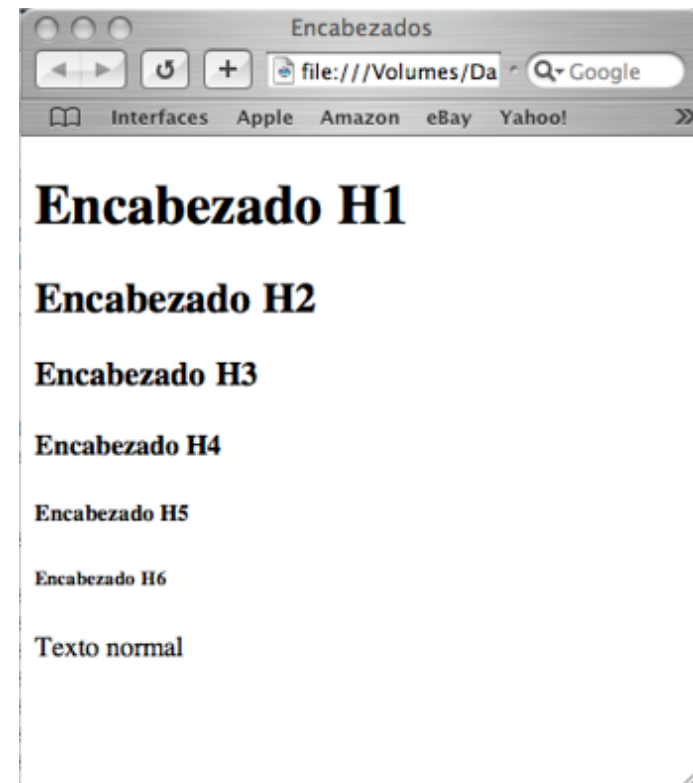 Encabezados
file:///Volumes/Da Google
Interfaces Apple Amazon eBay Yahoo!
Encabezado H1
Encabezado H2
Encabezado H3
Encabezado H4
Encabezado H5
Encabezado H6
Texto normal